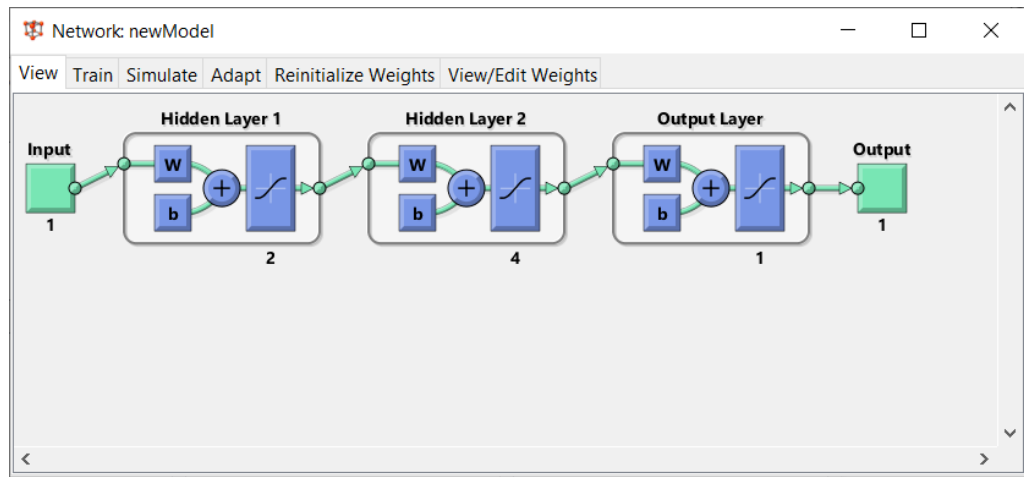 Network: newModel
View Train Simulate Adapt Reinitialize Weights View/Edit Weights
Hidden Layer 1 Hidden Layer 2 Output Layer
Input Output
W W W
b b b
1 1
2 4 1